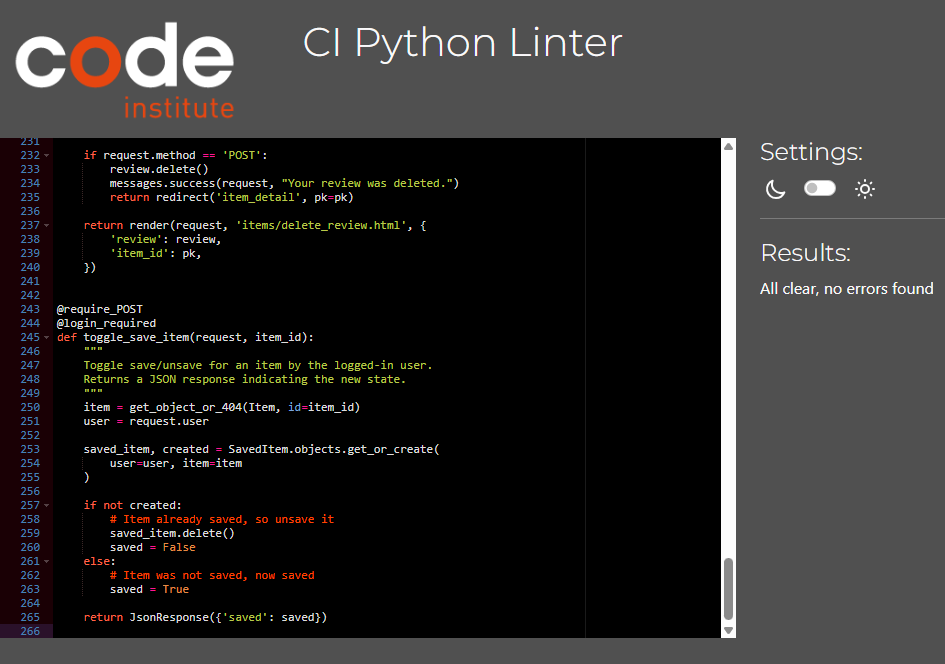 code
institute
CI Python Linter
231
232 if request.method == 'POST':
233 review.delete()
234 messages.success(request, "Your review was deleted.")
235 return redirect('item_detail', pk=pk)
236
237 return render(request, 'items/delete_review.html', {
238 'review': review,
239 'item_id': pk,
240 })
241
242
243 @require_POST
244 @login_required
245 def toggle_save_item(request, item_id):
246 """
247 Toggle save/unsave for an item by the logged-in user.
248 Returns a JSON response indicating the new state.
249 """
250 item = get_object_or_404(Item, id=item_id)
251 user = request.user
252
253 saved_item, created = SavedItem.objects.get_or_create(
254 user=user, item=item
255 )
256
257 if not created:
258 # Item already saved, so unsave it
259 saved_item.delete()
260 saved = False
261 else:
262 # Item was not saved, now saved
263 saved = True
264
265 return JsonResponse({'saved': saved})
266
Settings:
Results:
All clear, no errors found